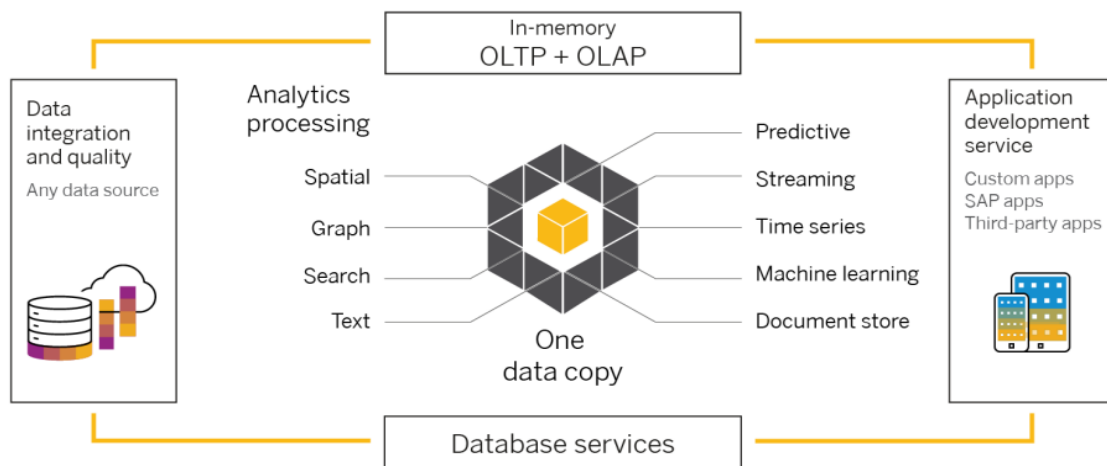 In-memory
OLTP + OLAP
Data
integration
and quality
Any data source
Analytics
processing
Spatial
Graph
Search
Text
Predictive
Streaming
Time series
Machine learning
Document store
One
data copy
Application
development
service
Custom apps
SAP apps
Third-party apps
Database services